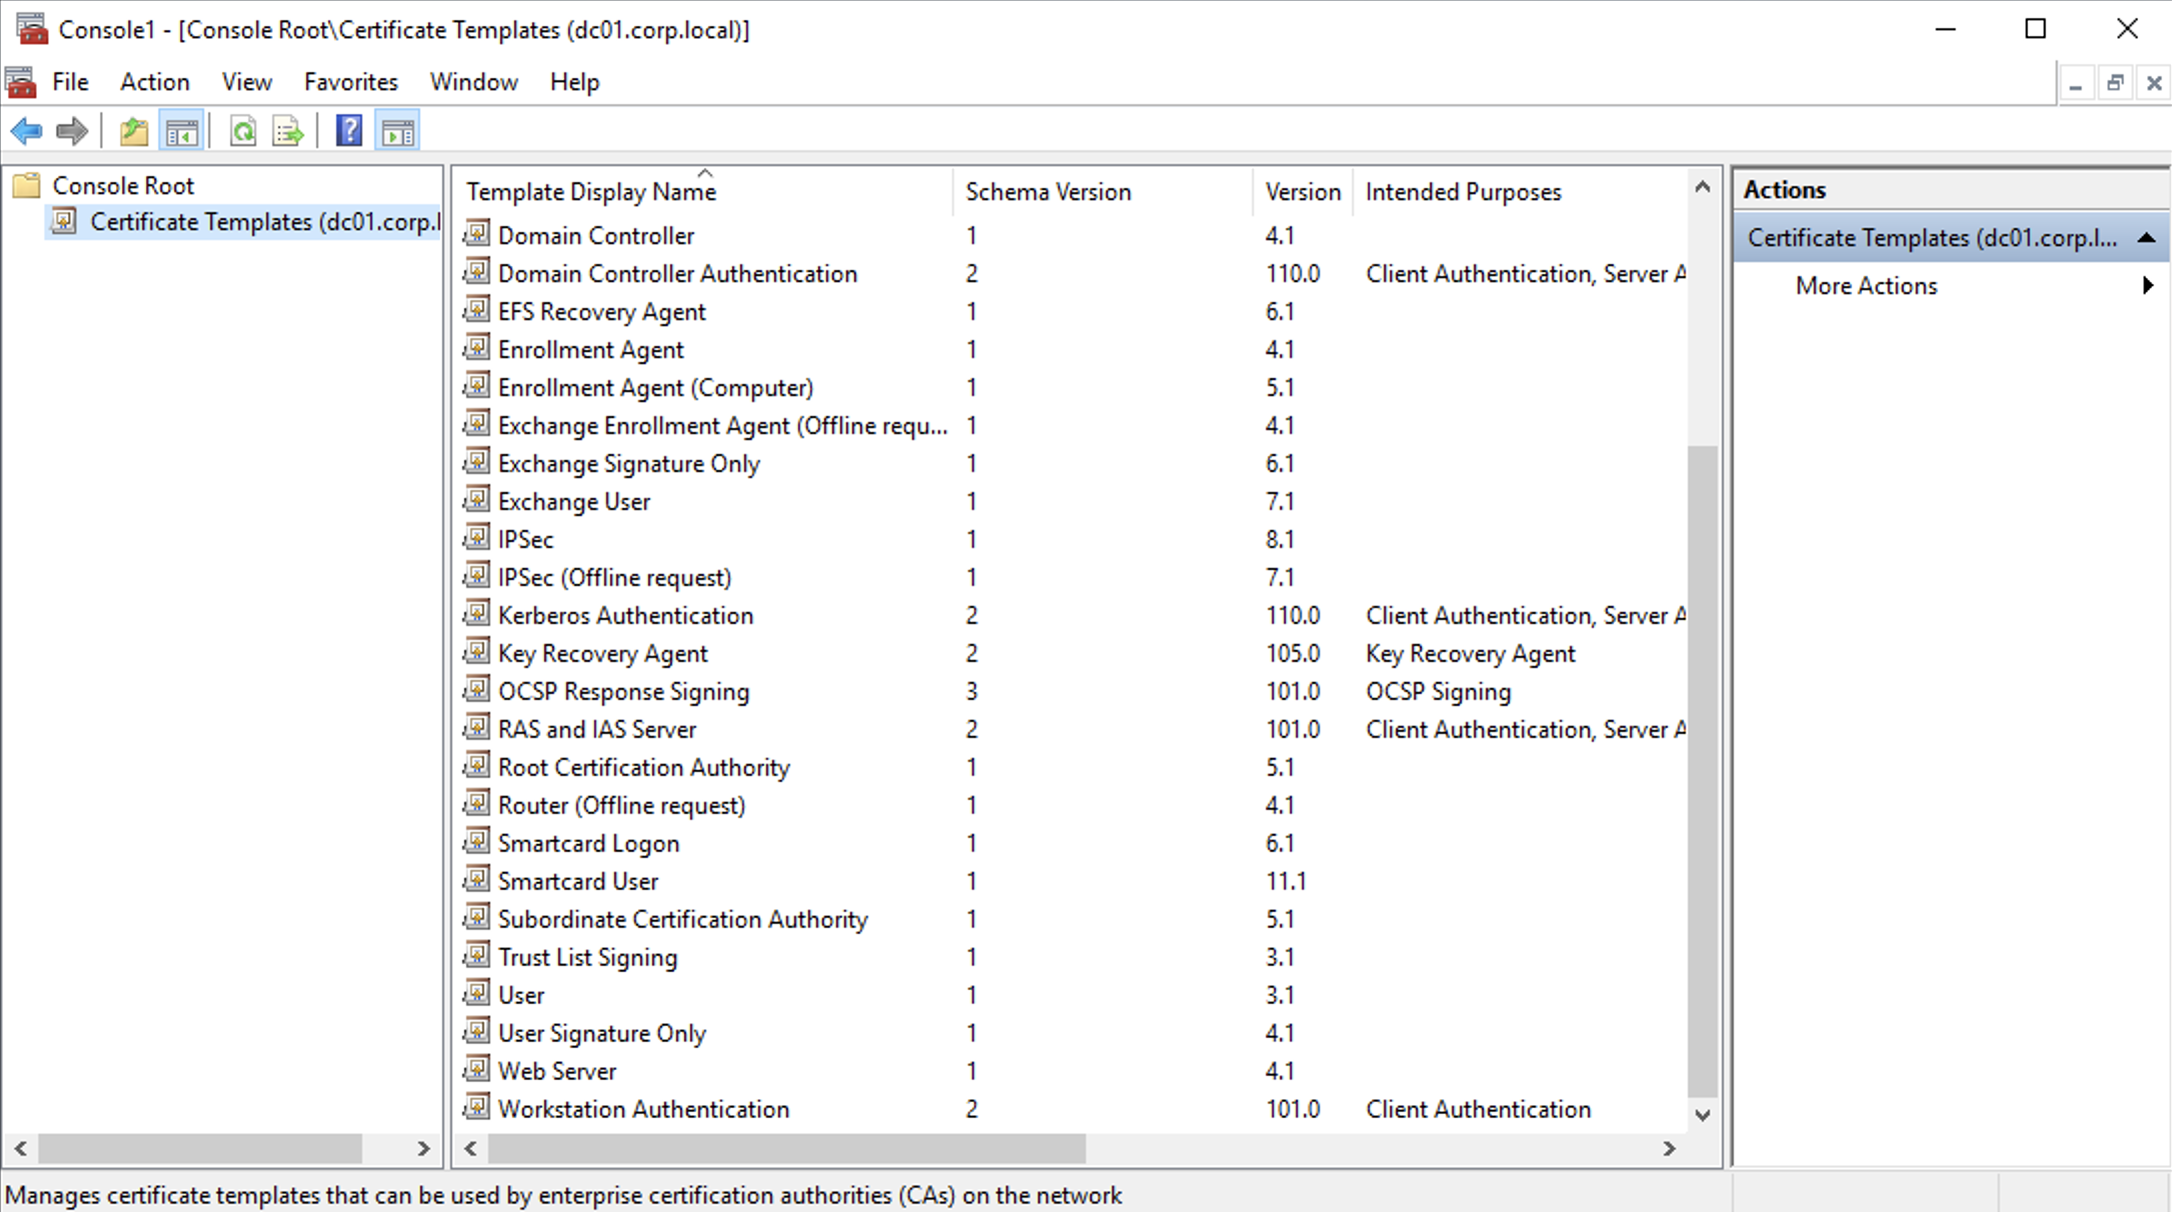 Console1 - [Console Root\Certificate Templates (dc01.corp.local)]
File Action View Favorites Window Help
Console Root
Certificate Templates (dc01.corp.l
Template Display Name Schema Version Version Intended Purposes
Domain Controller 1 4.1
Domain Controller Authentication 2 110.0 Client Authentication, Server A
EFS Recovery Agent 1 6.1
Enrollment Agent 1 4.1
Enrollment Agent (Computer) 1 5.1
Exchange Enrollment Agent (Offline requ... 1 4.1
Exchange Signature Only 1 6.1
Exchange User 1 7.1
IPSec 1 8.1
IPSec (Offline request) 1 7.1
Kerberos Authentication 2 110.0 Client Authentication, Server A
Key Recovery Agent 2 105.0 Key Recovery Agent
OCSP Response Signing 3 101.0 OCSP Signing
RAS and IAS Server 2 101.0 Client Authentication, Server A
Root Certification Authority 1 5.1
Router (Offline request) 1 4.1
Smartcard Logon 1 6.1
Smartcard User 1 11.1
Subordinate Certification Authority 1 5.1
Trust List Signing 1 3.1
User 1 3.1
User Signature Only 1 4.1
Web Server 1 4.1
Workstation Authentication 2 101.0 Client Authentication
Actions
Certificate Templates (dc01.corp.l...
More Actions
Manages certificate templates that can be used by enterprise certification authorities (CAs) on the network